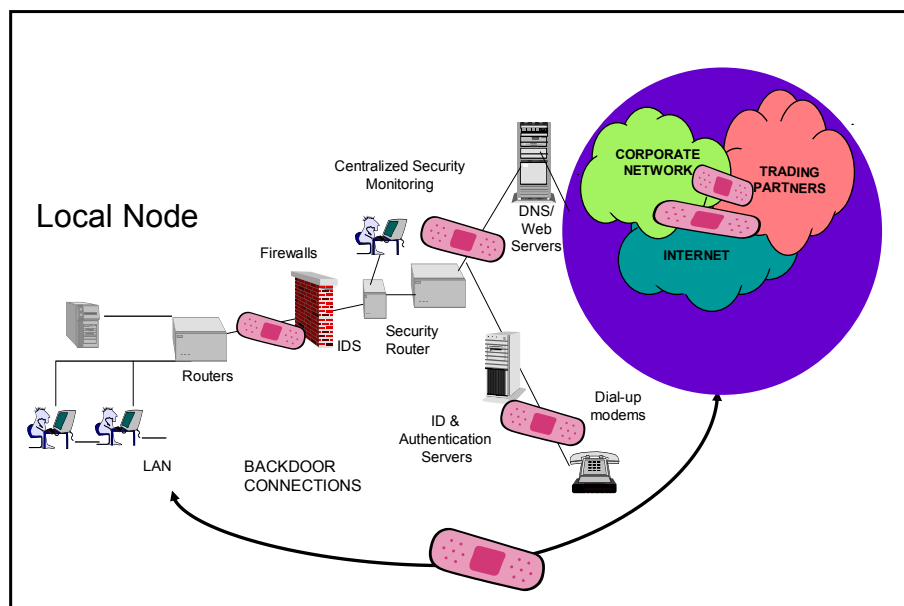 Local Node
Centralized Security
Monitoring
Firewalls
IDS
Security
Router
Routers
LAN
BACKDOOR
CONNECTIONS
DNS/
Web
Servers
ID &
Authentication
Servers
Dial-up
modems
CORPORATE
NETWORK
TRADING
PARTNERS
INTERNET